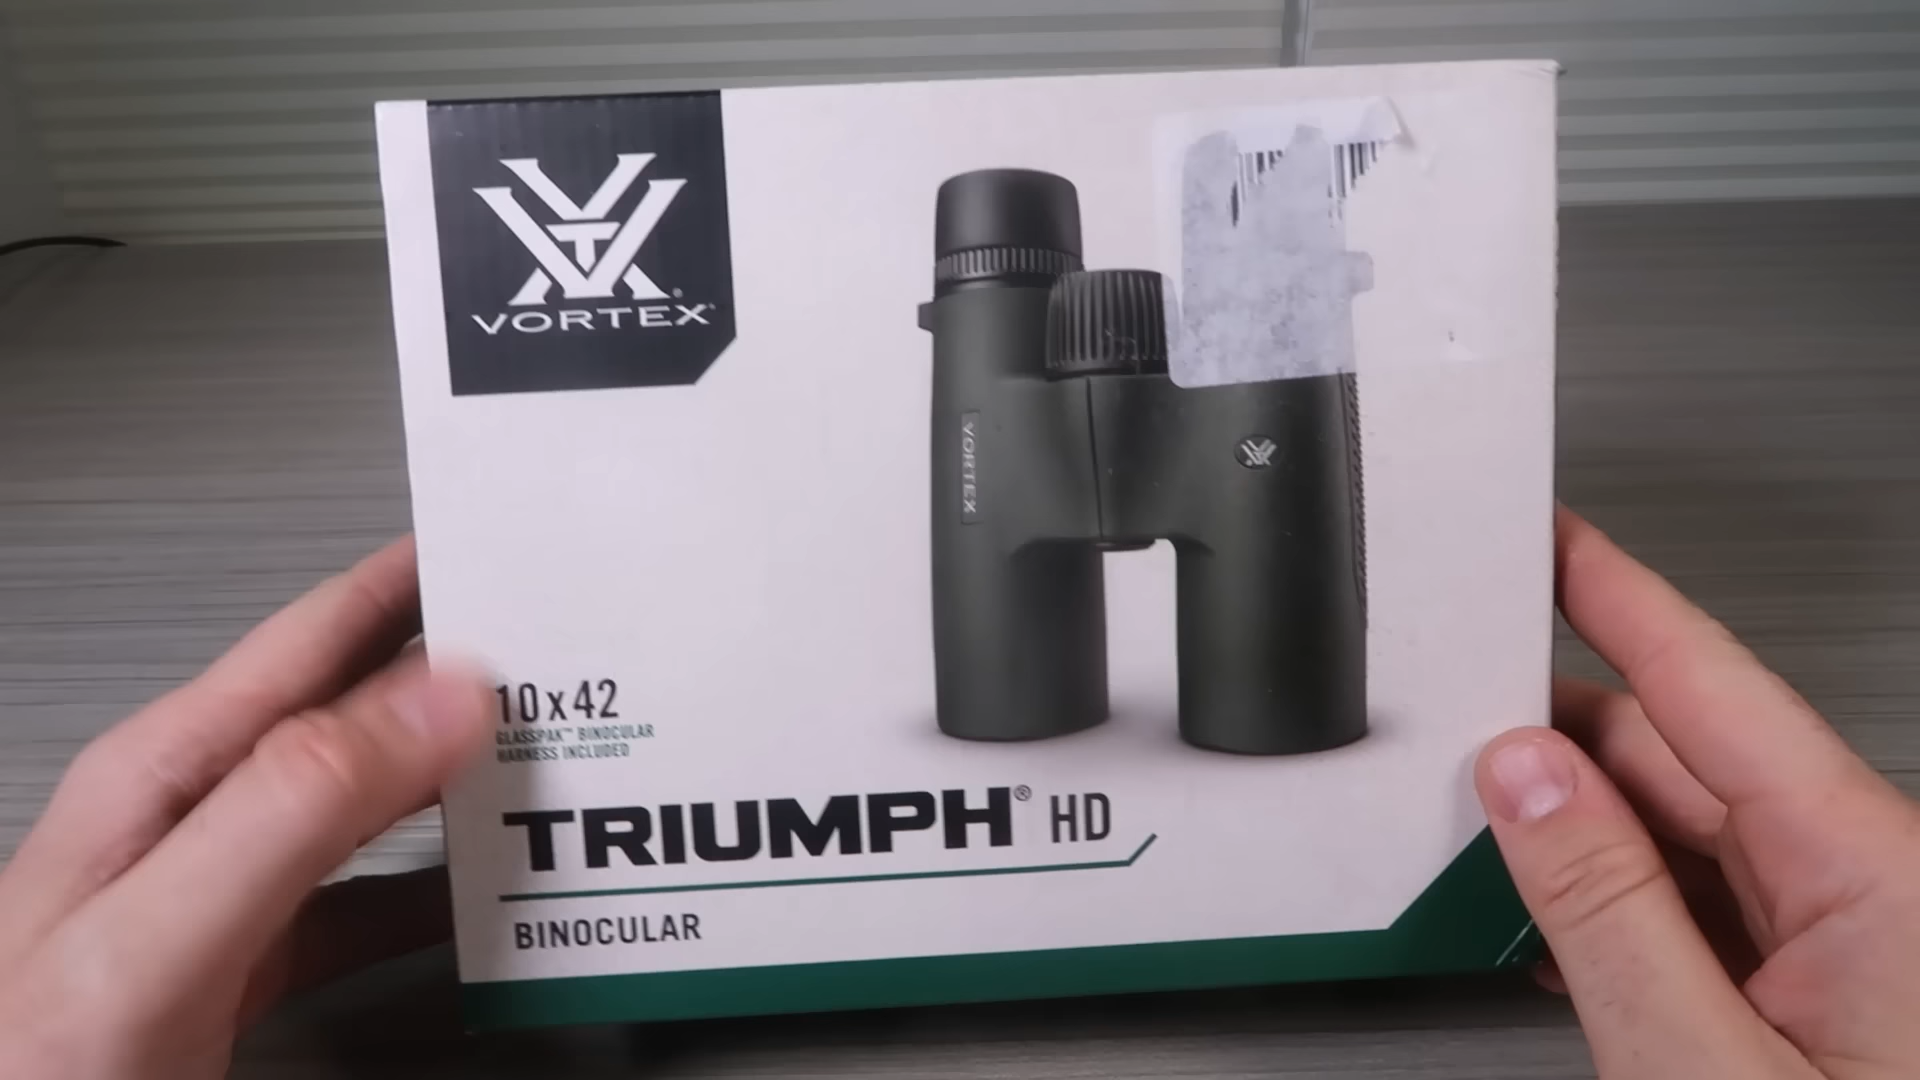 VORTEX
VORTEX
10x42
GLASSPAK™ BINOCULAR
HARNESS INCLUDED
TRIUMPH® HD
BINOCULAR